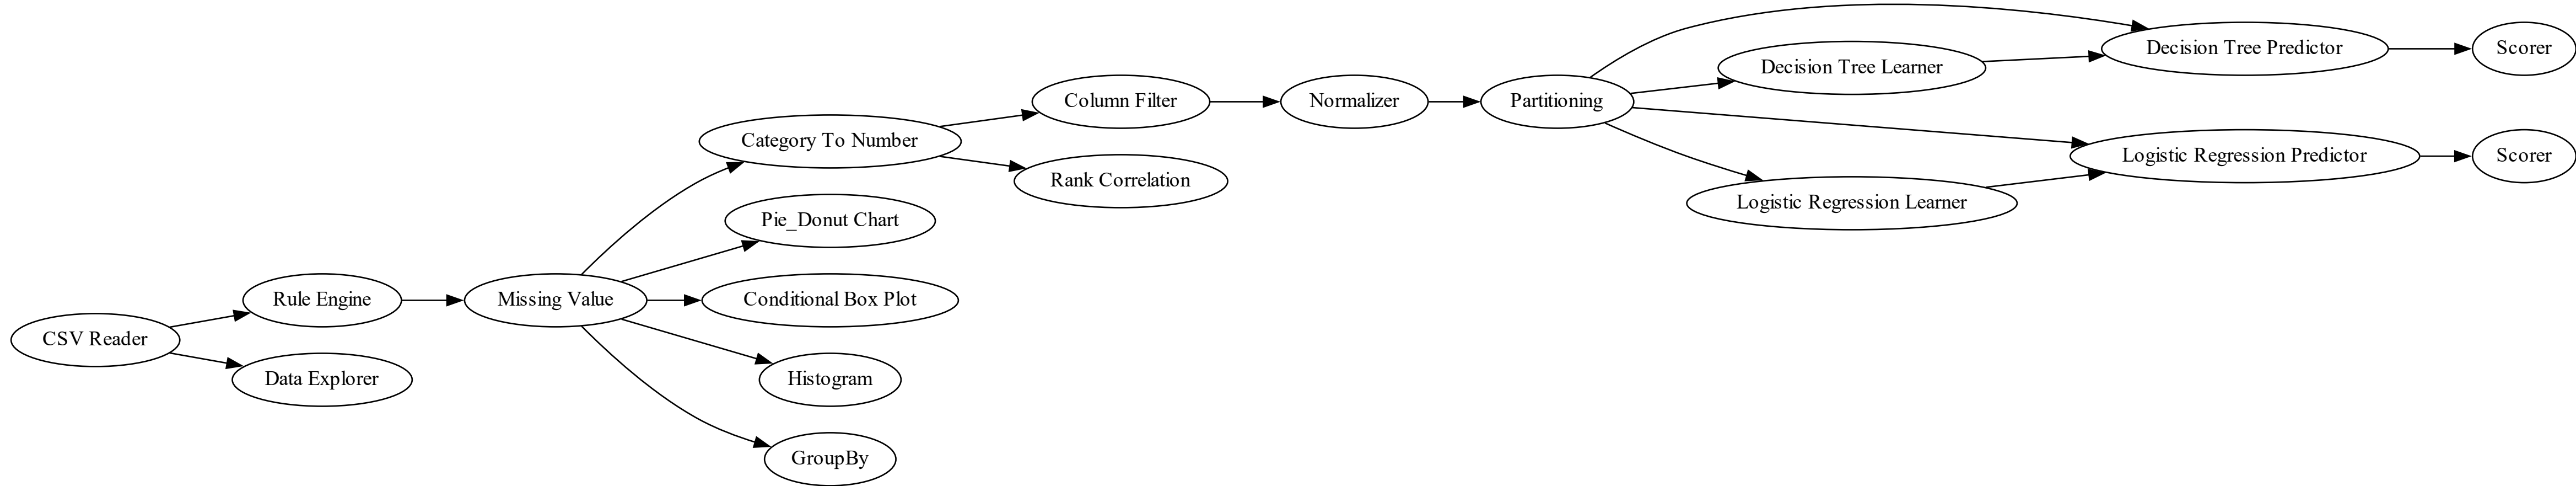 CSV Reader
Rule Engine
Data Explorer
Missing Value
Category To Number
Pie_Donut Chart
Conditional Box Plot
Histogram
GroupBy
Column Filter
Rank Correlation
Normalizer
Partitioning
Decision Tree Learner
Logistic Regression Learner
Decision Tree Predictor
Logistic Regression Predictor
Scorer
Scorer